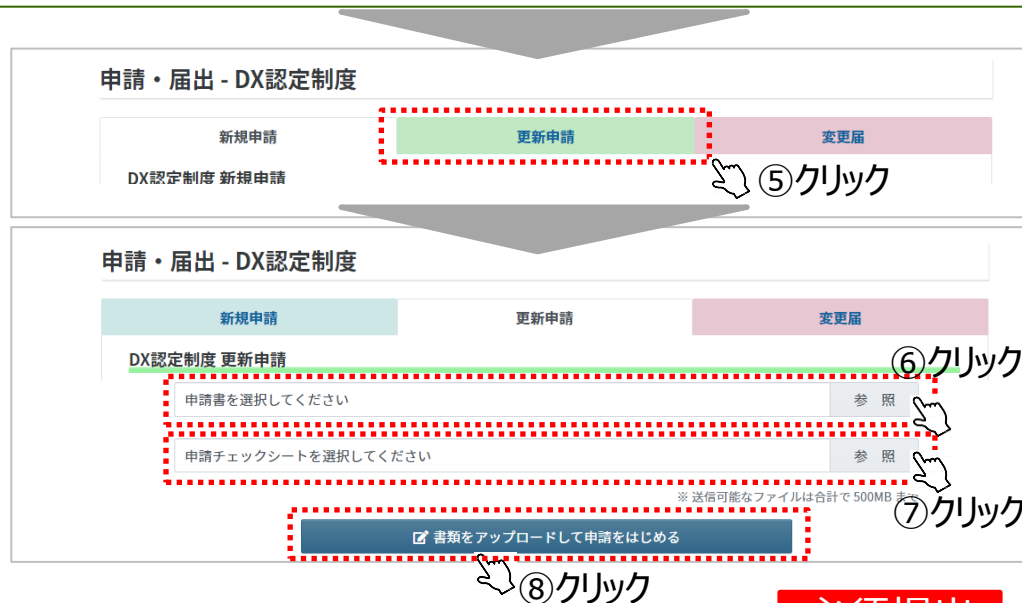 申請・届出 - DX認定制度
新規申請 更新申請 変更届
DX認定制度 新規申請
⑤クリック
申請・届出 - DX認定制度
新規申請 更新申請 変更届
DX認定制度 更新申請
⑥クリック
申請書を選択してください 参 照
申請チェックシートを選択してください 参 照
※ 送信可能なファイルは合計で 500MB まで
⑦クリック
書類をアップロードして申請をはじめる
⑧クリック